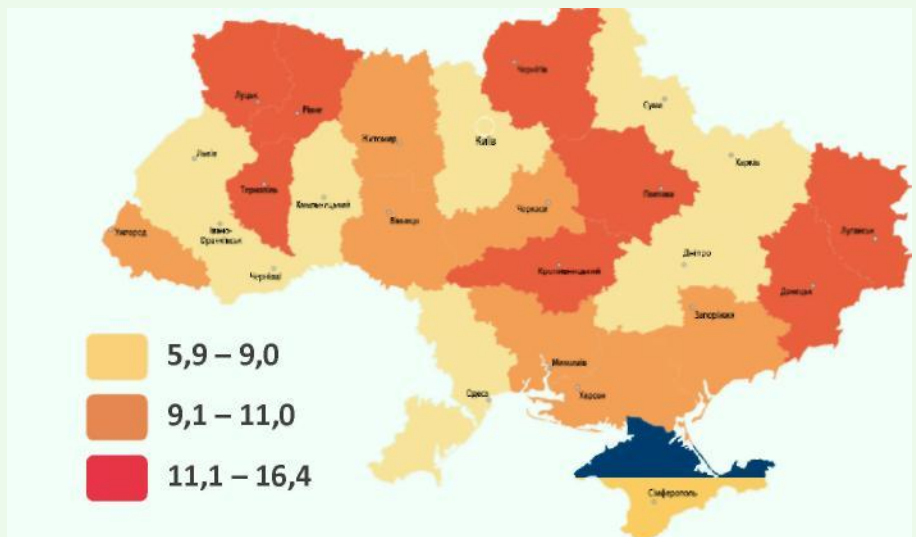 Чернігів
Суми
Луцьк
Рівне
Житомир
Київ
Харків
Львів
Тернопіль
Хмельницький
Вінниця
Черкаси
Полтава
Луганськ
Ужгород
Івано-
Франківськ
Чернівці
Кропивницький
Дніпро
Донецьк
Запоріжжя
Миколаїв
Херсон
Одеса
Сімферополь
5,9 – 9,0
9,1 – 11,0
11,1 – 16,4